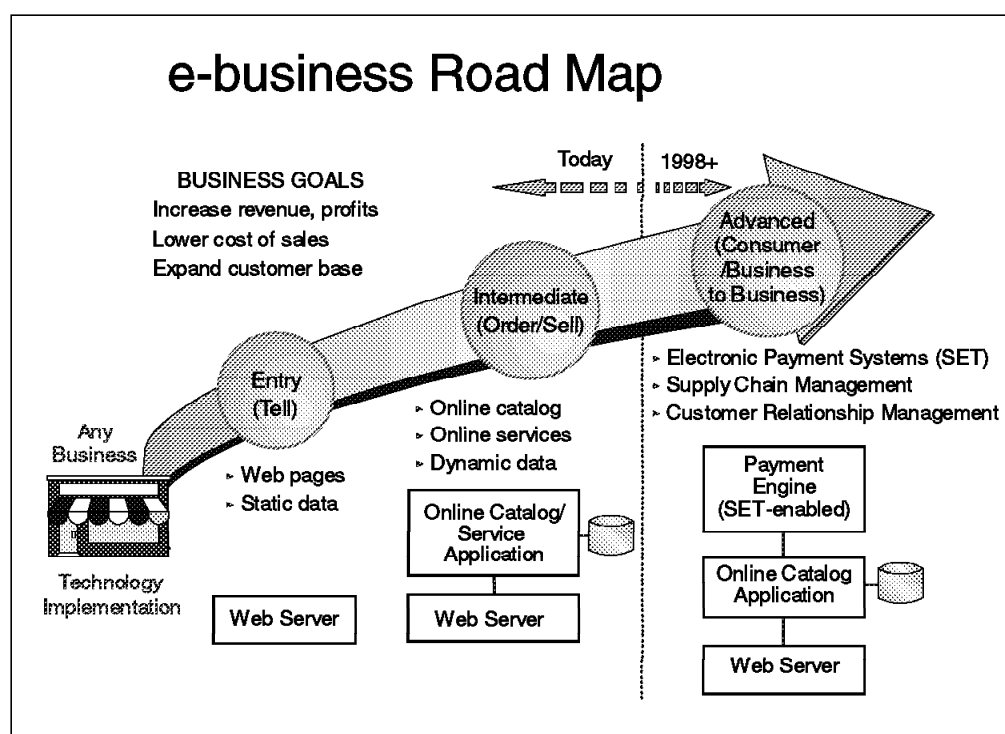 e-business Road Map
Today
1998+
BUSINESS GOALS
Increase revenue, profits
Lower cost of sales
Expand customer base
Advanced
(Consumer
/Business
to Business)
Intermediate
(Order/Sell)
Entry
(Tell)
▸ Electronic Payment Systems (SET)
▸ Supply Chain Management
▸ Customer Relationship Management
▸ Online catalog
▸ Online services
▸ Dynamic data
Any
Business
▸ Web pages
▸ Static data
Technology
Implementation
Web Server
Online Catalog/
Service
Application
Web Server
Payment
Engine
(SET-enabled)
Online Catalog
Application
Web Server